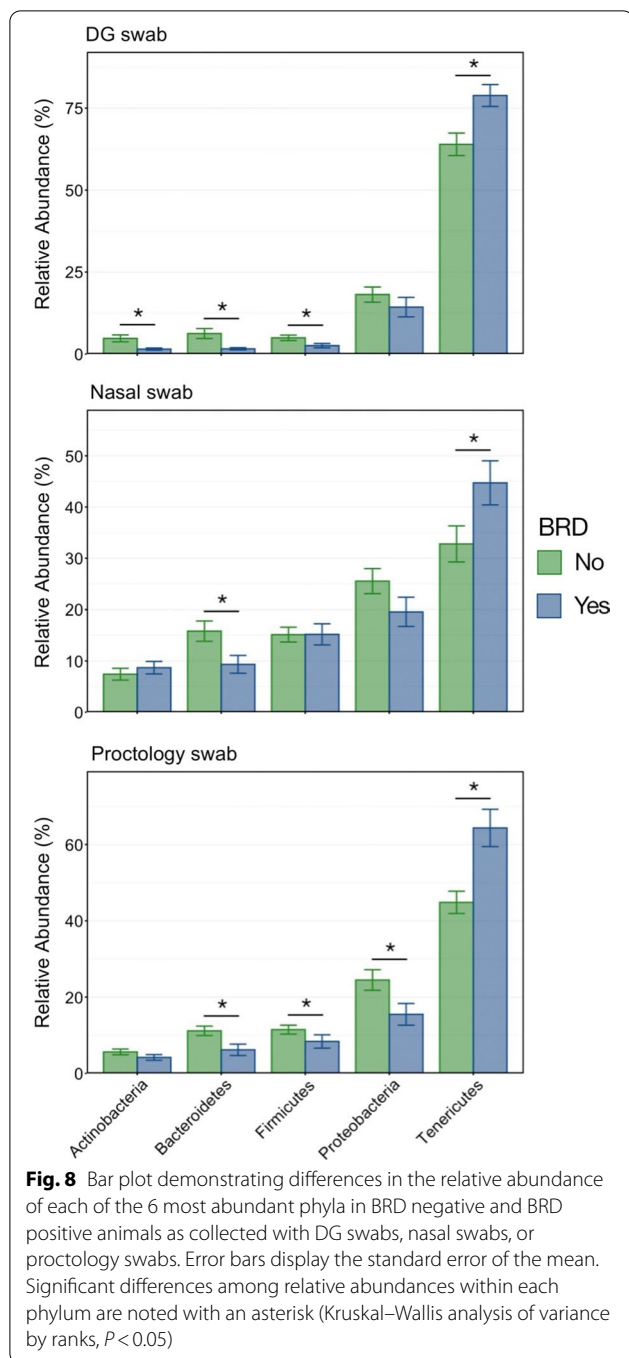 DG swab
*
*
*
*
75
50
25
0
Relative Abundance (%)
Nasal swab
*
*
50
40
30
20
10
0
Relative Abundance (%)
BRD
No
Yes
Proctology swab
*
*
*
*
60
40
20
0
Relative Abundance (%)
Actinobacteria
Bacteroidetes
Firmicutes
Proteobacteria
Tenericutes
Fig. 8 Bar plot demonstrating differences in the relative abundance
of each of the 6 most abundant phyla in BRD negative and BRD
positive animals as collected with DG swabs, nasal swabs, or
proctology swabs. Error bars display the standard error of the mean.
Significant differences among relative abundances within each
phylum are noted with an asterisk (Kruskal–Wallis analysis of variance
by ranks, P < 0.05)